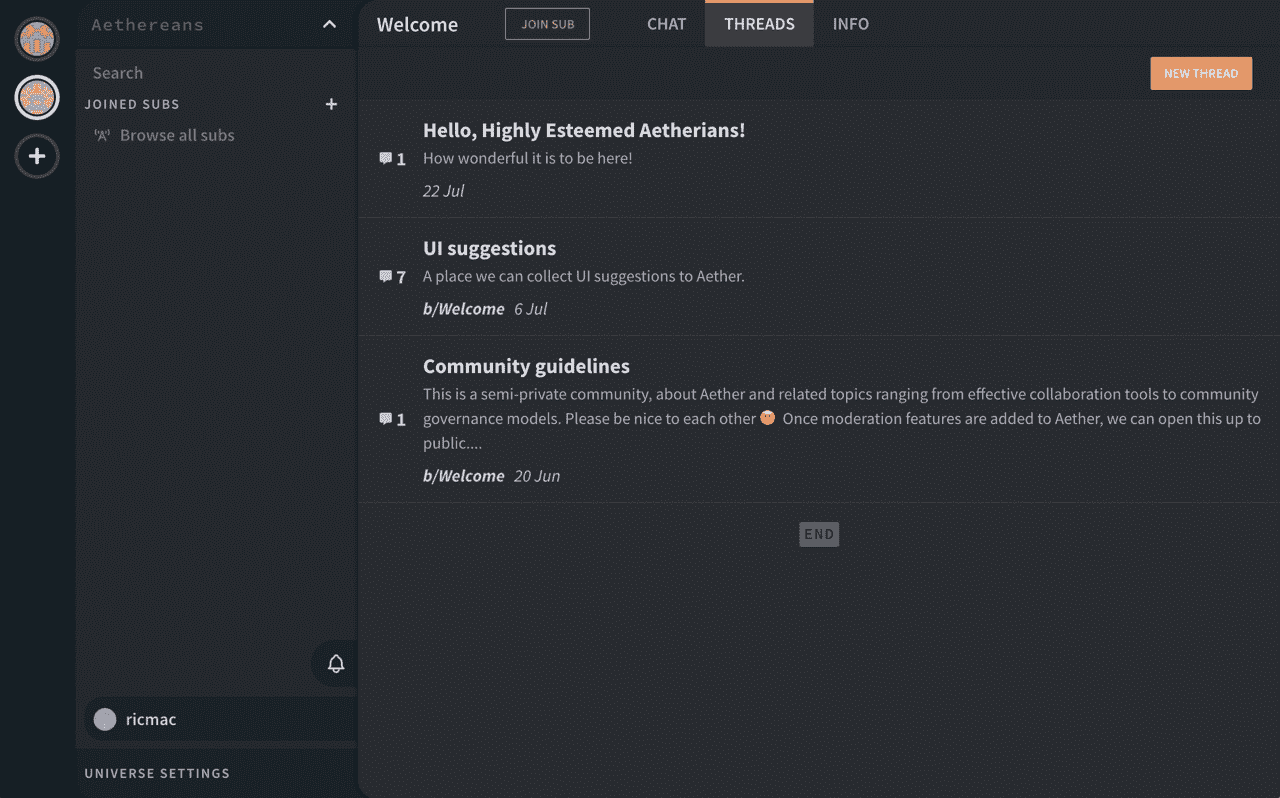 Aethereans
Search
JOINED SUBS
Browse all subs
ricmac
UNIVERSE SETTINGS
Welcome
JOIN SUB
CHAT
THREADS
INFO
NEW THREAD
Hello, Highly Esteemed Aetherians!
1
How wonderful it is to be here!
22 Jul
UI suggestions
7
A place we can collect UI suggestions to Aether.
b/Welcome 6 Jul
Community guidelines
This is a semi-private community, about Aether and related topics ranging from effective collaboration tools to community
1
governance models. Please be nice to each other Once moderation features are added to Aether, we can open this up to
public....
b/Welcome 20 Jun
END